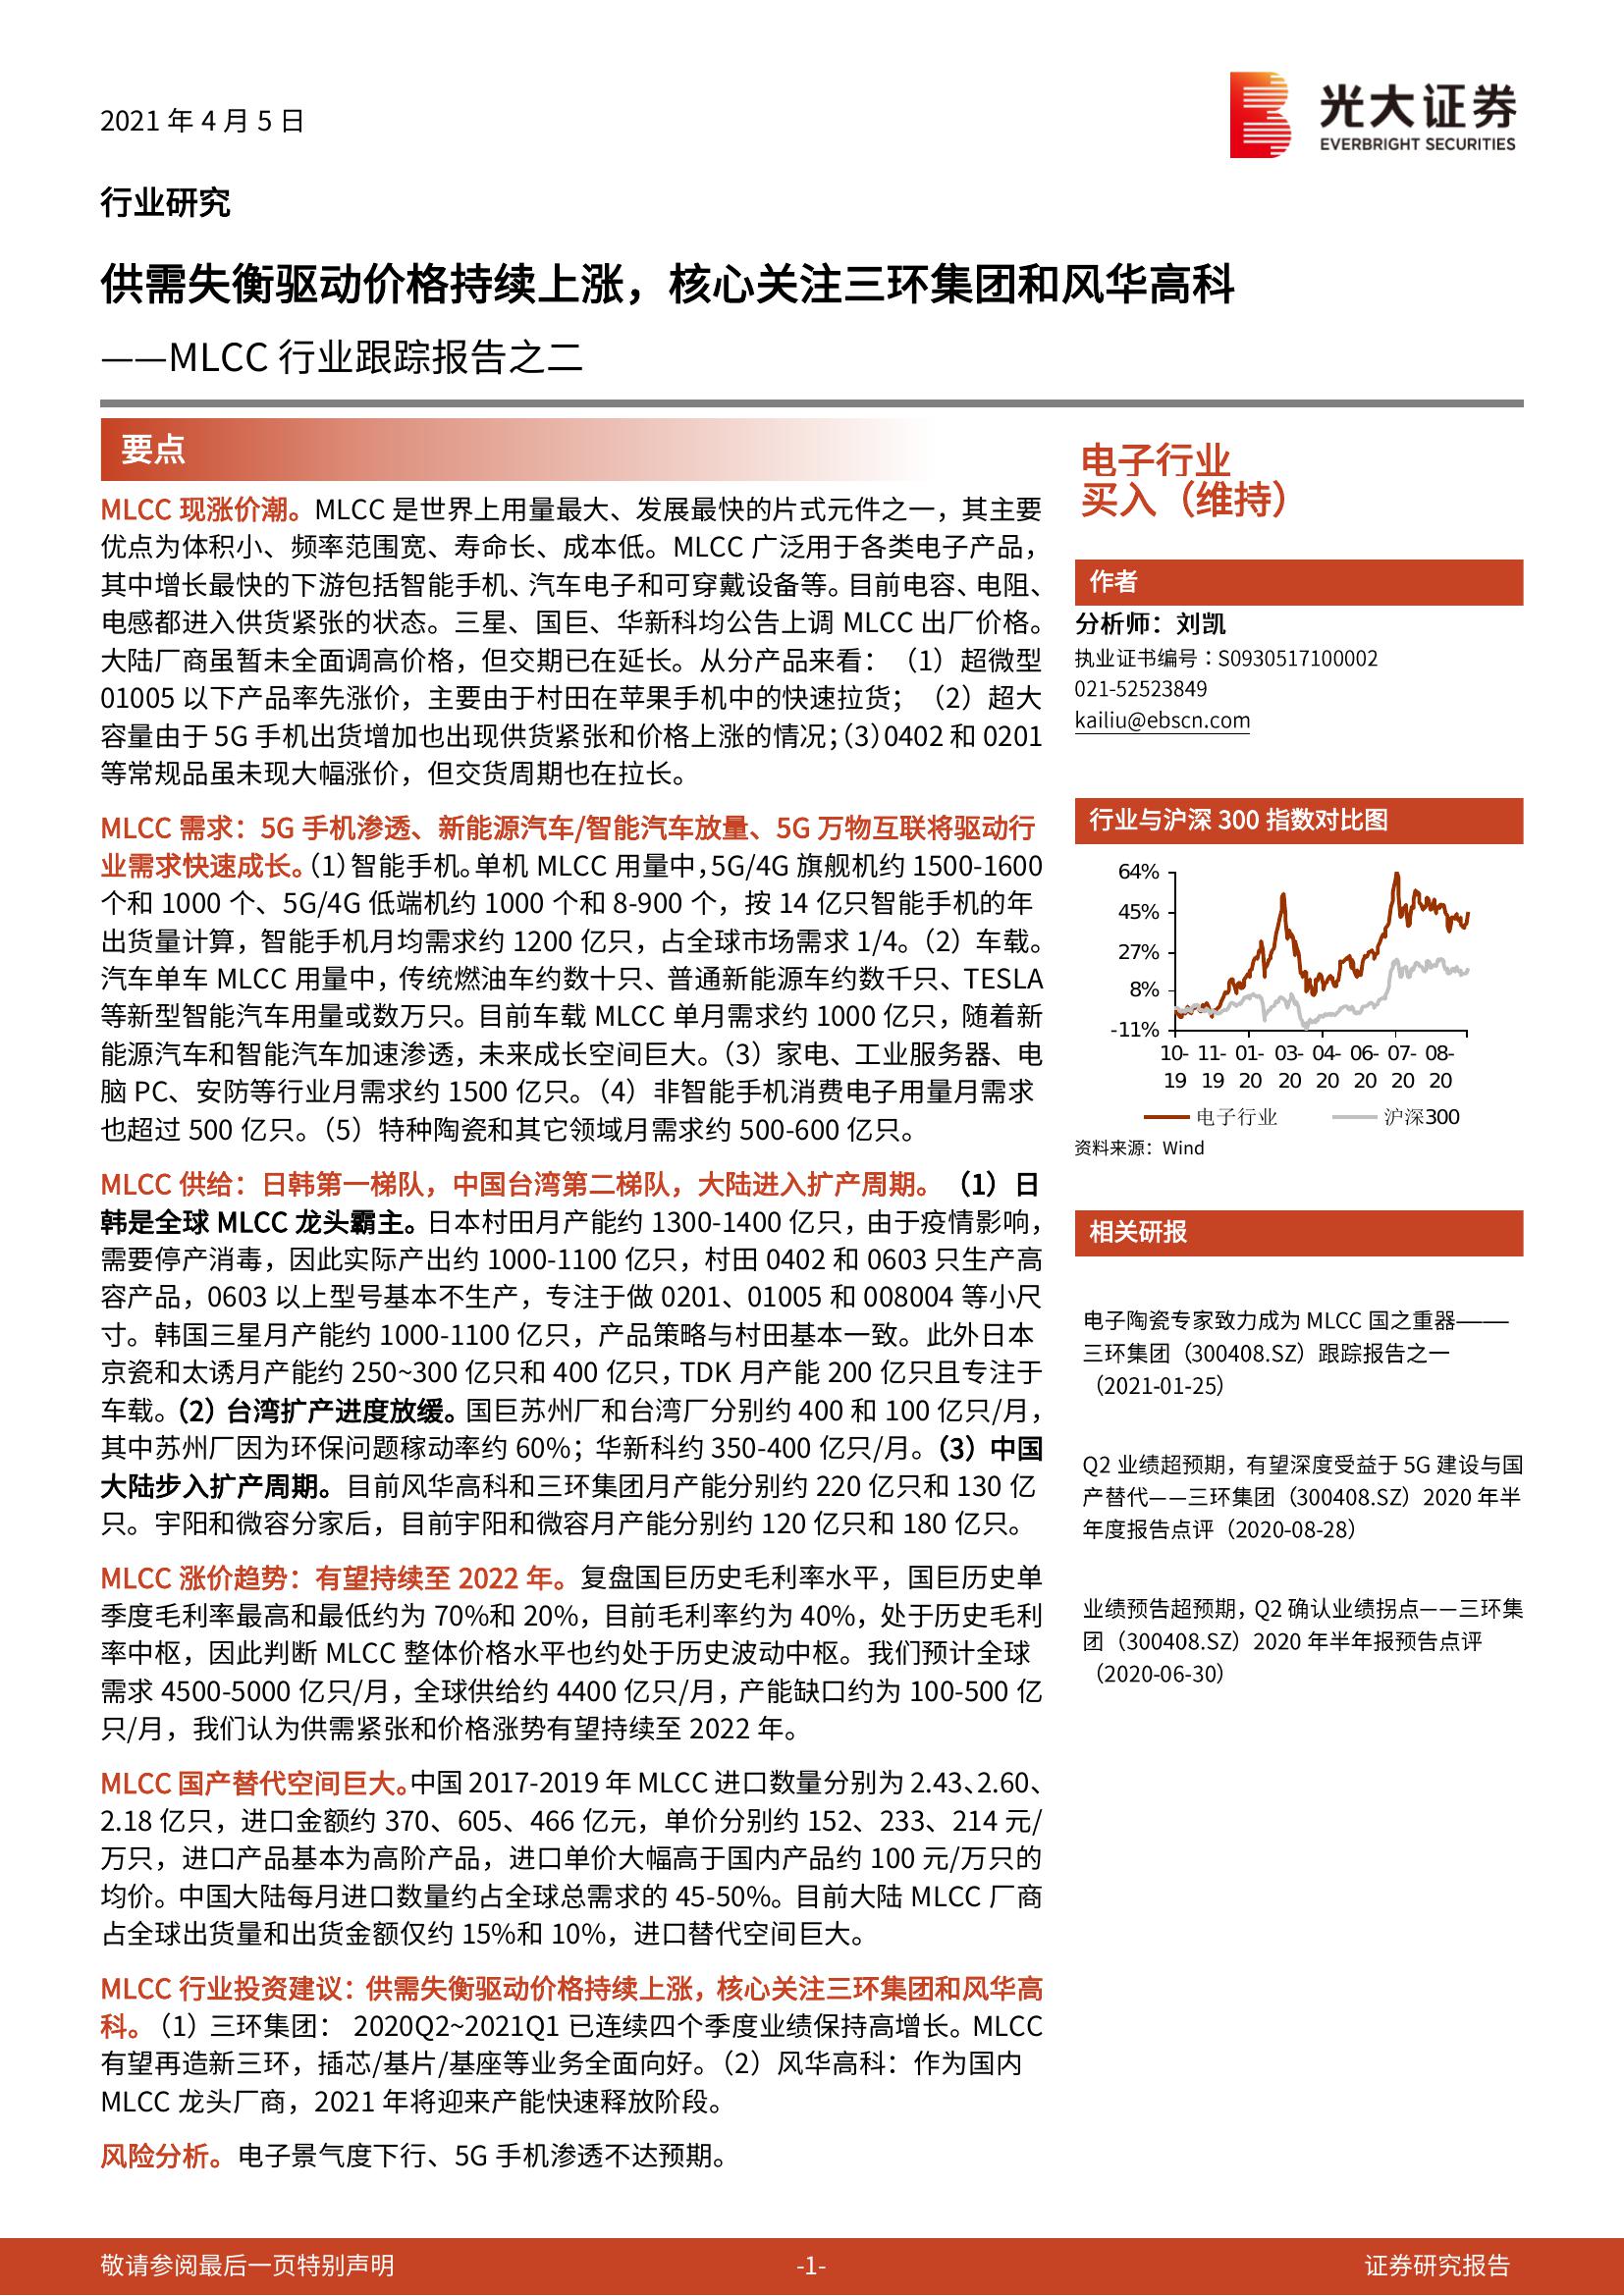 2021 年 4 月 5 日
光大证券
EVERBRIGHT SECURITIES
行业研究
供需失衡驱动价格持续上涨，核心关注三环集团和风华高科
——MLCC 行业跟踪报告之二
要点
MLCC 现涨价潮。MLCC 是世界上用量最大、发展最快的片式元件之一，其主要
优点为体积小、频率范围宽、寿命长、成本低。MLCC 广泛用于各类电子产品，
其中增长最快的下游包括智能手机、汽车电子和可穿戴设备等。目前电容、电阻、
电感都进入供货紧张的状态。三星、国巨、华新科均公告上调 MLCC 出厂价格。
大陆厂商虽暂未全面调高价格，但交期已在延长。从分产品来看：（1）超微型
01005 以下产品率先涨价，主要由于村田在苹果手机中的快速拉货；（2）超大
容量由于 5G 手机出货增加也出现供货紧张和价格上涨的情况；（3）0402 和 0201
等常规品虽未现大幅涨价，但交货周期也在拉长。
MLCC 需求：5G 手机渗透、新能源汽车/智能汽车放量、5G 万物互联将驱动行
业需求快速成长。（1）智能手机。单机 MLCC 用量中，5G/4G 旗舰机约 1500-1600
个和 1000 个、5G/4G 低端机约 1000 个和 8-900 个，按 14 亿只智能手机的年
出货量计算，智能手机月均需求约 1200 亿只，占全球市场需求 1/4。（2）车载。
汽车单车 MLCC 用量中，传统燃油车约数十只、普通新能源车约数千只、TESLA
等新型智能汽车用量或数万只。目前车载 MLCC 单月需求约 1000 亿只，随着新
能源汽车和智能汽车加速渗透，未来成长空间巨大。（3）家电、工业服务器、电
脑 PC、安防等行业月需求约 1500 亿只。（4）非智能手机消费电子用量月需求
也超过 500 亿只。（5）特种陶瓷和其它领域月需求约 500-600 亿只。
MLCC 供给：日韩第一梯队，中国台湾第二梯队，大陆进入扩产周期。（1）日
韩是全球 MLCC 龙头霸主。日本村田月产能约 1300-1400 亿只，由于疫情影响，
需要停产消毒，因此实际产出约 1000-1100 亿只，村田 0402 和 0603 只生产高
容产品，0603 以上型号基本不生产，专注于做 0201、01005 和 008004 等小尺
寸。韩国三星月产能约 1000-1100 亿只，产品策略与村田基本一致。此外日本
京瓷和太诱月产能约 250~300 亿只和 400 亿只，TDK 月产能 200 亿只且专注于
车载。（2）台湾扩产进度放缓。国巨苏州厂和台湾厂分别约 400 和 100 亿只/月，
其中苏州厂因为环保问题稼动率约 60%；华新科约 350-400 亿只/月。（3）中国
大陆步入扩产周期。目前风华高科和三环集团月产能分别约 220 亿只和 130 亿
只。宇阳和微容分家后，目前宇阳和微容月产能分别约 120 亿只和 180 亿只。
MLCC 涨价趋势：有望持续至 2022 年。复盘国巨历史毛利率水平，国巨历史单
季度毛利率最高和最低约为 70%和 20%，目前毛利率约为 40%，处于历史毛利
率中枢，因此判断 MLCC 整体价格水平也约处于历史波动中枢。我们预计全球
需求 4500-5000 亿只/月，全球供给约 4400 亿只/月，产能缺口约为 100-500 亿
只/月，我们认为供需紧张和价格涨势有望持续至 2022 年。
MLCC 国产替代空间巨大。中国 2017-2019 年 MLCC 进口数量分别为 2.43、2.60、
2.18 亿只，进口金额约 370、605、466 亿元，单价分别约 152、233、214 元/
万只，进口产品基本为高阶产品，进口单价大幅高于国内产品约 100 元/万只的
均价。中国大陆每月进口数量约占全球总需求的 45-50%。目前大陆 MLCC 厂商
占全球出货量和出货金额仅约 15%和 10%，进口替代空间巨大。
MLCC 行业投资建议：供需失衡驱动价格持续上涨，核心关注三环集团和风华高
科。（1）三环集团： 2020Q2~2021Q1 已连续四个季度业绩保持高增长。MLCC
有望再造新三环，插芯/基片/基座等业务全面向好。（2）风华高科：作为国内
MLCC 龙头厂商，2021 年将迎来产能快速释放阶段。
风险分析。电子景气度下行、5G 手机渗透不达预期。
电子行业
买入（维持）
作者
分析师：刘凯
执业证书编号：S0930517100002
021-52523849
kailiu@ebscn.com
行业与沪深 300 指数对比图
64%
45%
27%
8%
-11%
10- 11- 01- 03- 04- 06- 07- 08-
19 19 20 20 20 20 20 20
电子行业 沪深300
资料来源：Wind
相关研报
电子陶瓷专家致力成为 MLCC 国之重器——
三环集团（300408.SZ）跟踪报告之一
（2021-01-25）
Q2 业绩超预期，有望深度受益于 5G 建设与国
产替代——三环集团（300408.SZ）2020 年半
年度报告点评（2020-08-28）
业绩预告超预期，Q2 确认业绩拐点——三环集
团（300408.SZ）2020 年半年报预告点评
（2020-06-30）
敬请参阅最后一页特别声明 -1- 证券研究报告